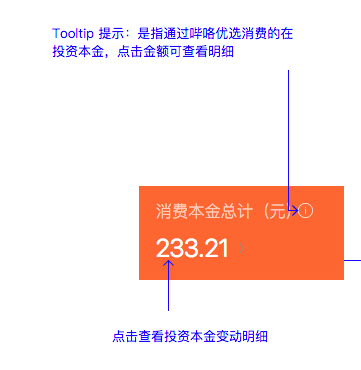 Tooltip 提示：是指通过哔咯优选消费的在
投资本金，点击金额可查看明细
消费本金总计（元）
233.21
点击查看投资本金变动明细